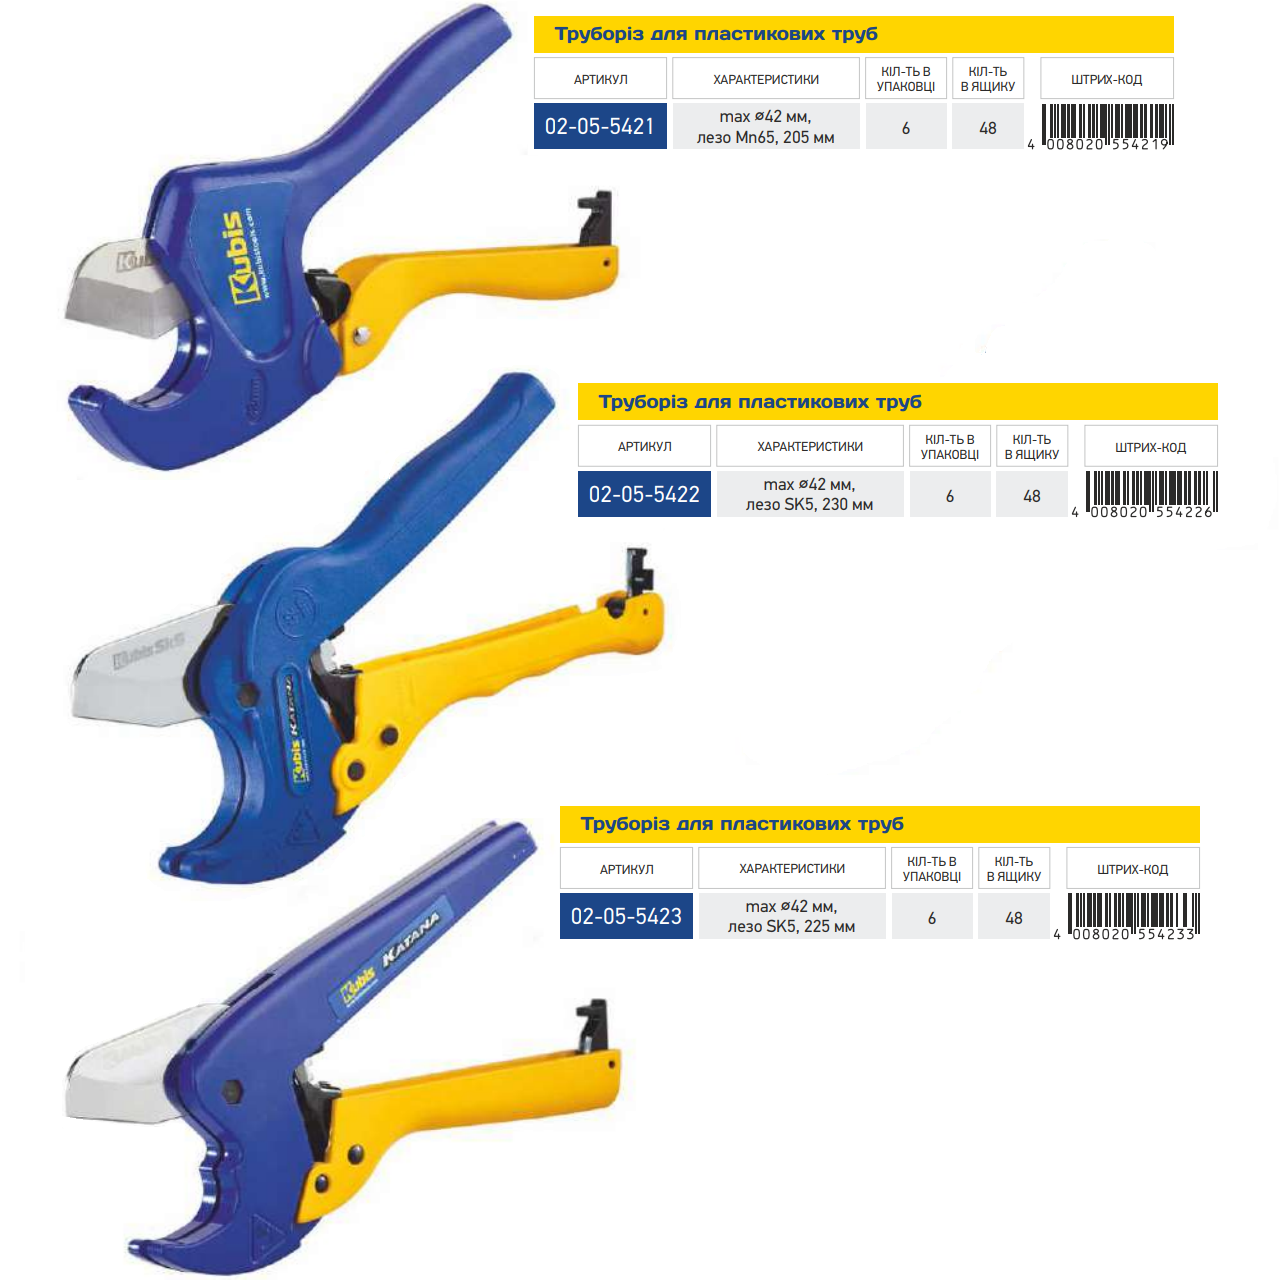 Труборіз для пластикових труб
АРТИКУЛ
ХАРАКТЕРИСТИКИ
КІЛ-ТЬ В
УПАКОВЦІ
КІЛ-ТЬ
В ЯЩИКУ
ШТРИХ-КОД
02-05-5421
max ⌀42 мм,
лезо Mn65, 205 мм
6
48
4 008020 554219
Kubis
www.kubistools.com
Kubis
Труборіз для пластикових труб
АРТИКУЛ
ХАРАКТЕРИСТИКИ
КІЛ-ТЬ В
УПАКОВЦІ
КІЛ-ТЬ
В ЯЩИКУ
ШТРИХ-КОД
02-05-5422
max ⌀42 мм,
лезо SK5, 230 мм
6
48
4 008020 554226
Kubis SK5
Kubis KATANA
Труборіз для пластикових труб
АРТИКУЛ
ХАРАКТЕРИСТИКИ
КІЛ-ТЬ В
УПАКОВЦІ
КІЛ-ТЬ
В ЯЩИКУ
ШТРИХ-КОД
02-05-5423
max ⌀42 мм,
лезо SK5, 225 мм
6
48
4 008020 554233
Kubis KATANA